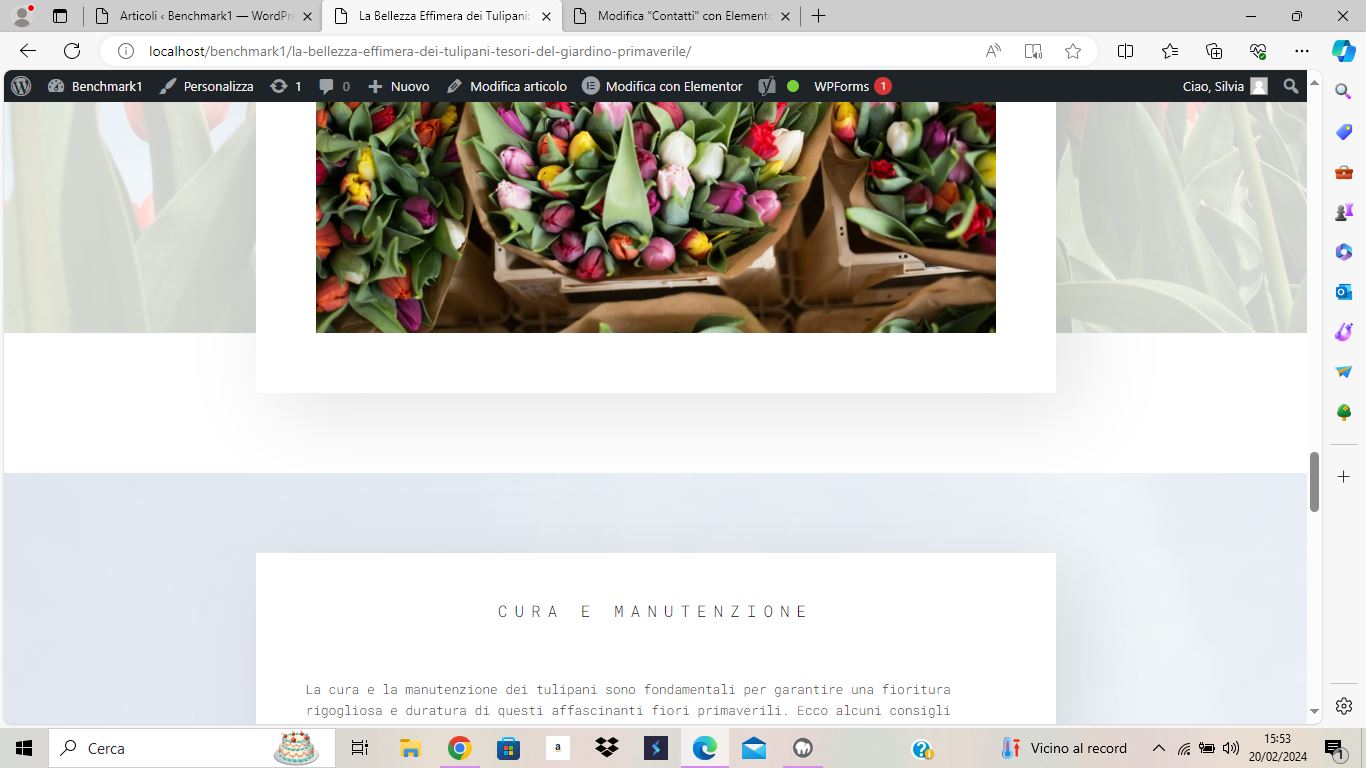 Articoli ‹ Benchmark1 — WordPre
La Bellezza Effimera dei Tulipani:
Modifica "Contatti" con Elemento
localhost/benchmark1/la-bellezza-effimera-dei-tulipani-tesori-del-giardino-primaverile/
Benchmark1 Personalizza 1 0 Nuovo Modifica articolo Modifica con Elementor WPForms 1 Ciao, Silvia
CURA E MANUTENZIONE
La cura e la manutenzione dei tulipani sono fondamentali per garantire una fioritura
rigogliosa e duratura di questi affascinanti fiori primaverili. Ecco alcuni consigli
Cerca
a
Vicino al record
15:53
20/02/2024
1